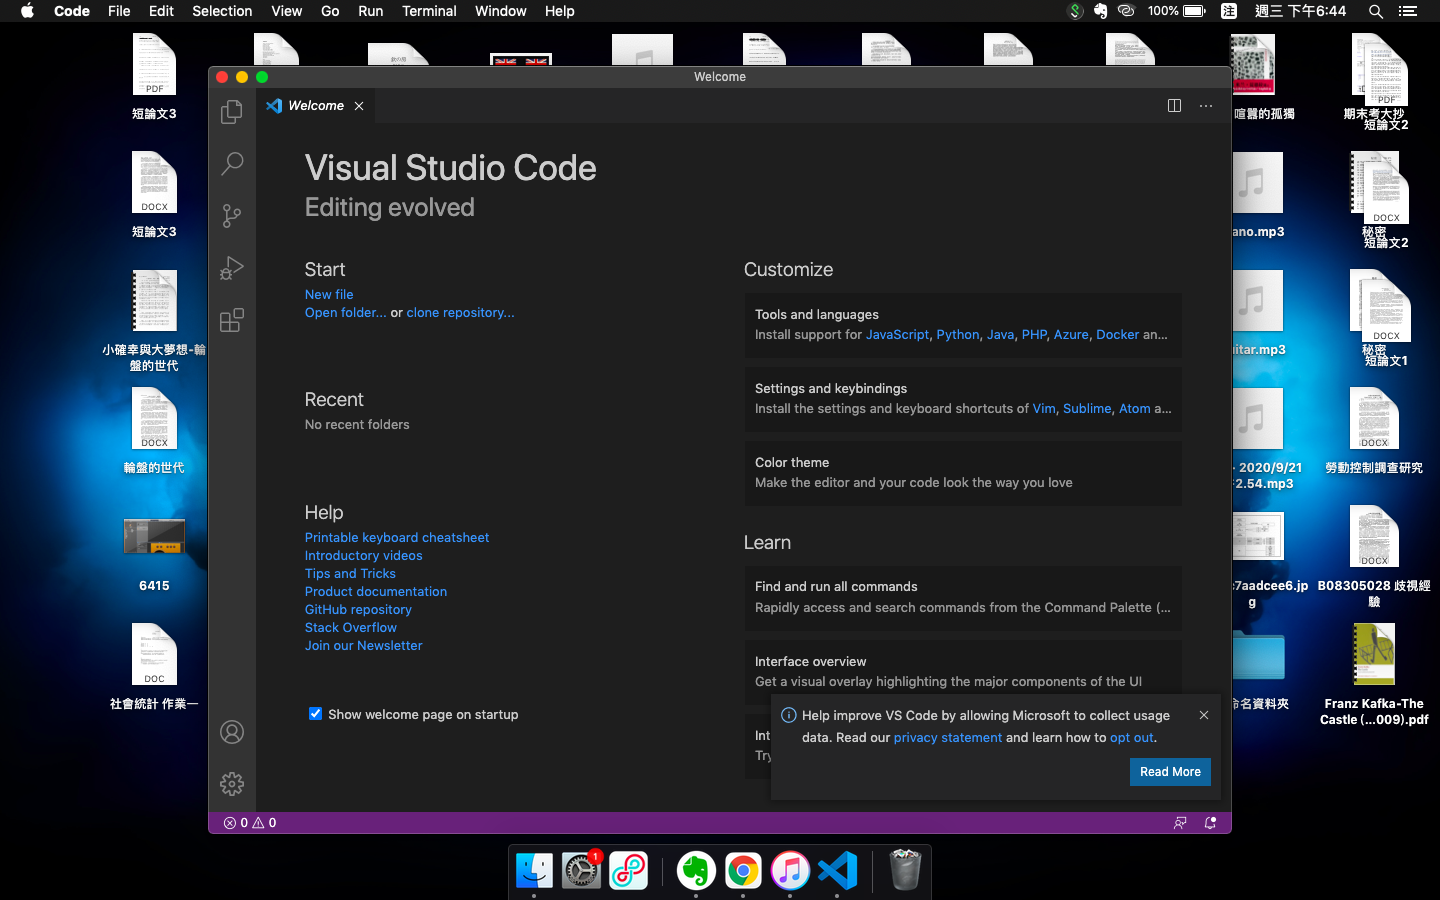 Code File Edit Selection View Go Run Terminal Window Help
100% 注 週三 下午6:44
Welcome
Welcome
Visual Studio Code
Editing evolved
Start
New file
Open folder... or clone repository...
Recent
No recent folders
Help
Printable keyboard cheatsheet
Introductory videos
Tips and Tricks
Product documentation
GitHub repository
Stack Overflow
Join our Newsletter
Show welcome page on startup
Customize
Tools and languages
Install support for JavaScript, Python, Java, PHP, Azure, Docker an...
Settings and keybindings
Install the settings and keyboard shortcuts of Vim, Sublime, Atom a...
Color theme
Make the editor and your code look the way you love
Learn
Find and run all commands
Rapidly access and search commands from the Command Palette (...
Interface overview
Get a visual overlay highlighting the major components of the UI
Int
Try
Help improve VS Code by allowing Microsoft to collect usage
data. Read our privacy statement and learn how to opt out.
Read More
0 0
PDF
短論文3
DOCX
短論文3
小確幸與大夢想-輪
盤的世代
DOCX
輪盤的世代
6415
DOC
社會統計 作業一
喧囂的孤獨
ano.mp3
itar.mp3
2020/9/21
2.54.mp3
c7aadcee6.jp
g
命名資料夾
期末考大抄
PDF
短論文2
秘密
DOCX
短論文2
秘密
DOCX
短論文1
DOCX
勞動控制調查研究
DOCX
B08305028 歧視經
驗
Franz Kafka-The
Castle (...009).pdf
1